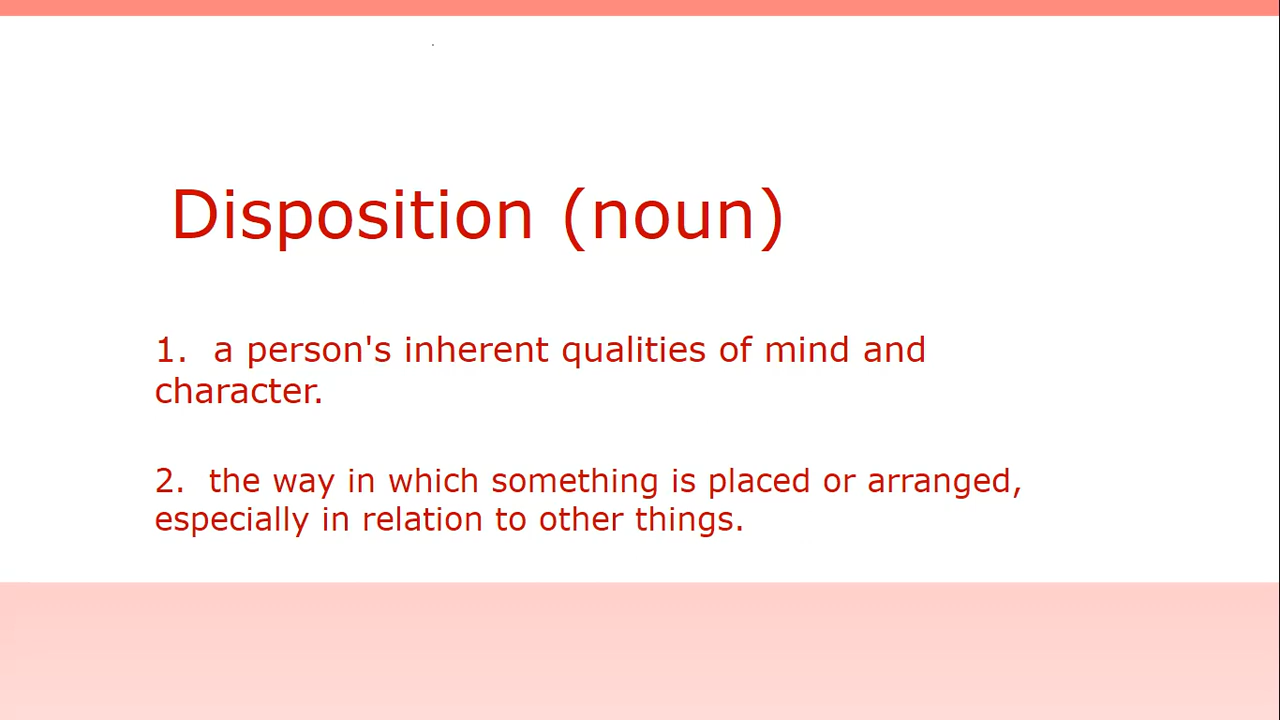 Disposition (noun)
1. a person's inherent qualities of mind and
character.
2. the way in which something is placed or arranged,
especially in relation to other things.